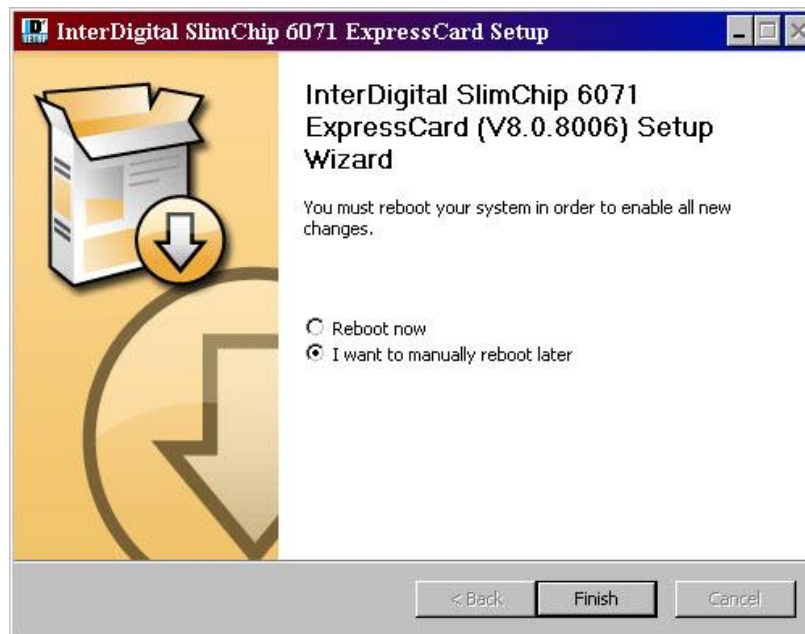 InterDigital SlimChip 6071 ExpressCard Setup
InterDigital SlimChip 6071
ExpressCard (V8.0.8006) Setup
Wizard
You must reboot your system in order to enable all new
changes.
Reboot now
I want to manually reboot later
< Back
Finish
Cancel